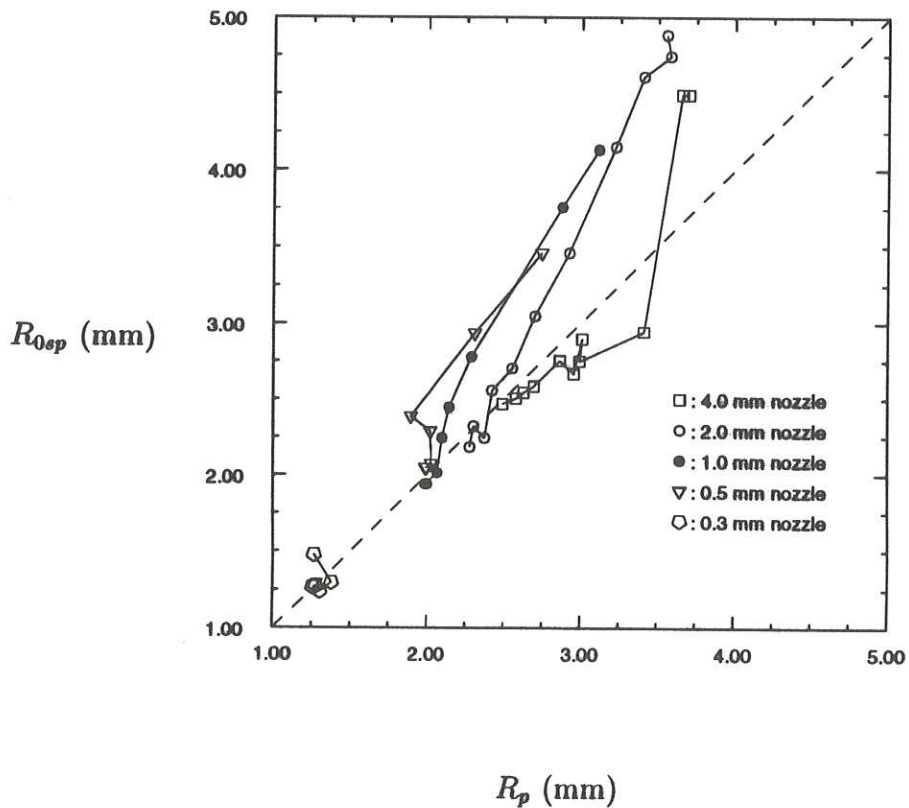 5.00
4.00
3.00
2.00
1.00
R0sp (mm)
□ : 4.0 mm nozzle
○ : 2.0 mm nozzle
● : 1.0 mm nozzle
▽ : 0.5 mm nozzle
⬠ : 0.3 mm nozzle
1.00 2.00 3.00 4.00 5.00
Rp (mm)